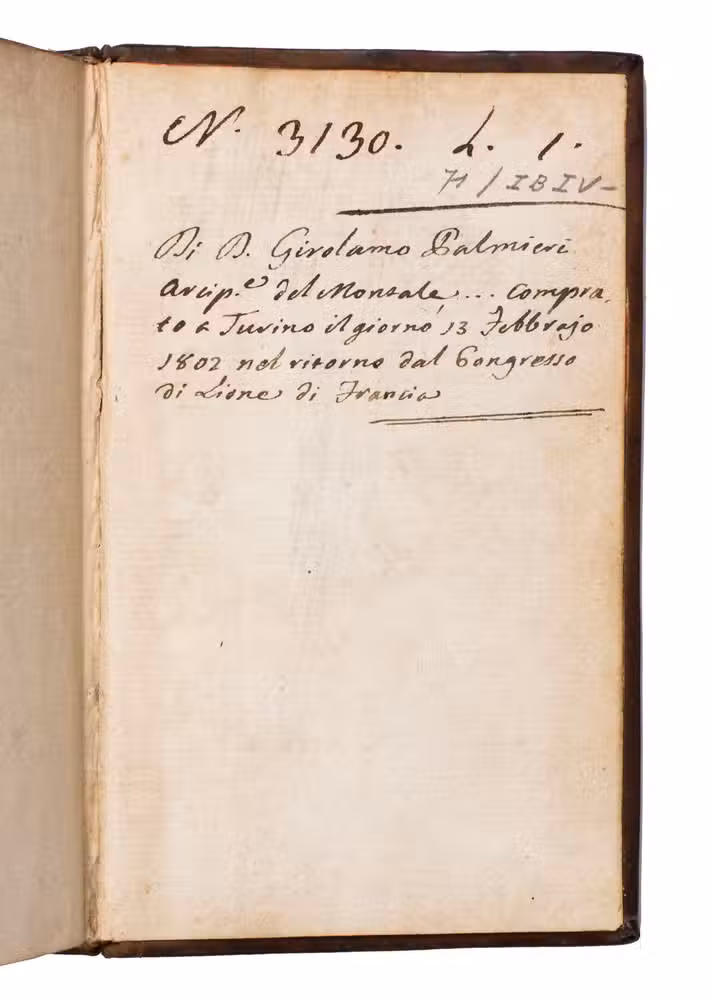 N. 3130. L. 1.
71 / IBIV-
Di D. Girolamo Palmieri
Arcip.e del Montale ... compra,
to a Turino il giorno 13 Febbrajo
1802 nel ritorno dal Congresso
di Lione di Francia